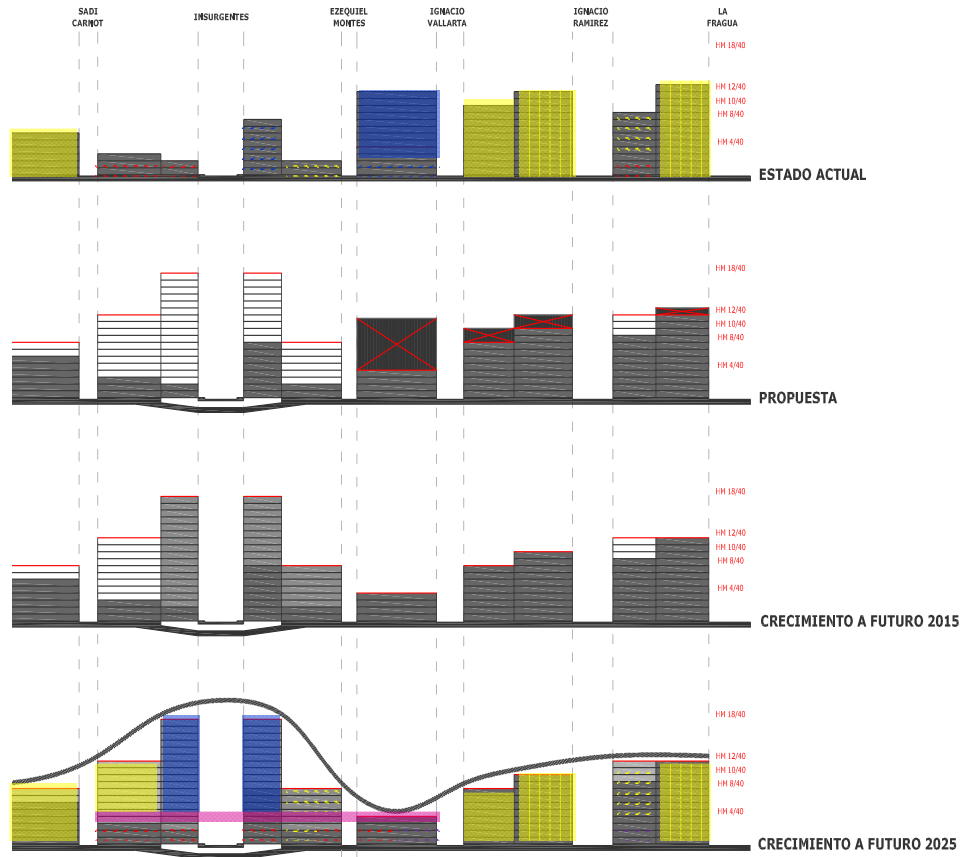 SADI
CARNOT
INSURGENTES
EZEQUIEL
MONTES
IGNACIO
VALLARTA
IGNACIO
RAMIREZ
LA
FRAGUA
HM 18/40
HM 12/40
HM 10/40
HM 8/40
HM 4/40
ESTADO ACTUAL
HM 18/40
HM 12/40
HM 10/40
HM 8/40
HM 4/40
PROPUESTA
HM 18/40
HM 12/40
HM 10/40
HM 8/40
HM 4/40
CRECIMIENTO A FUTURO 2015
HM 18/40
HM 12/40
HM 10/40
HM 8/40
HM 4/40
CRECIMIENTO A FUTURO 2025